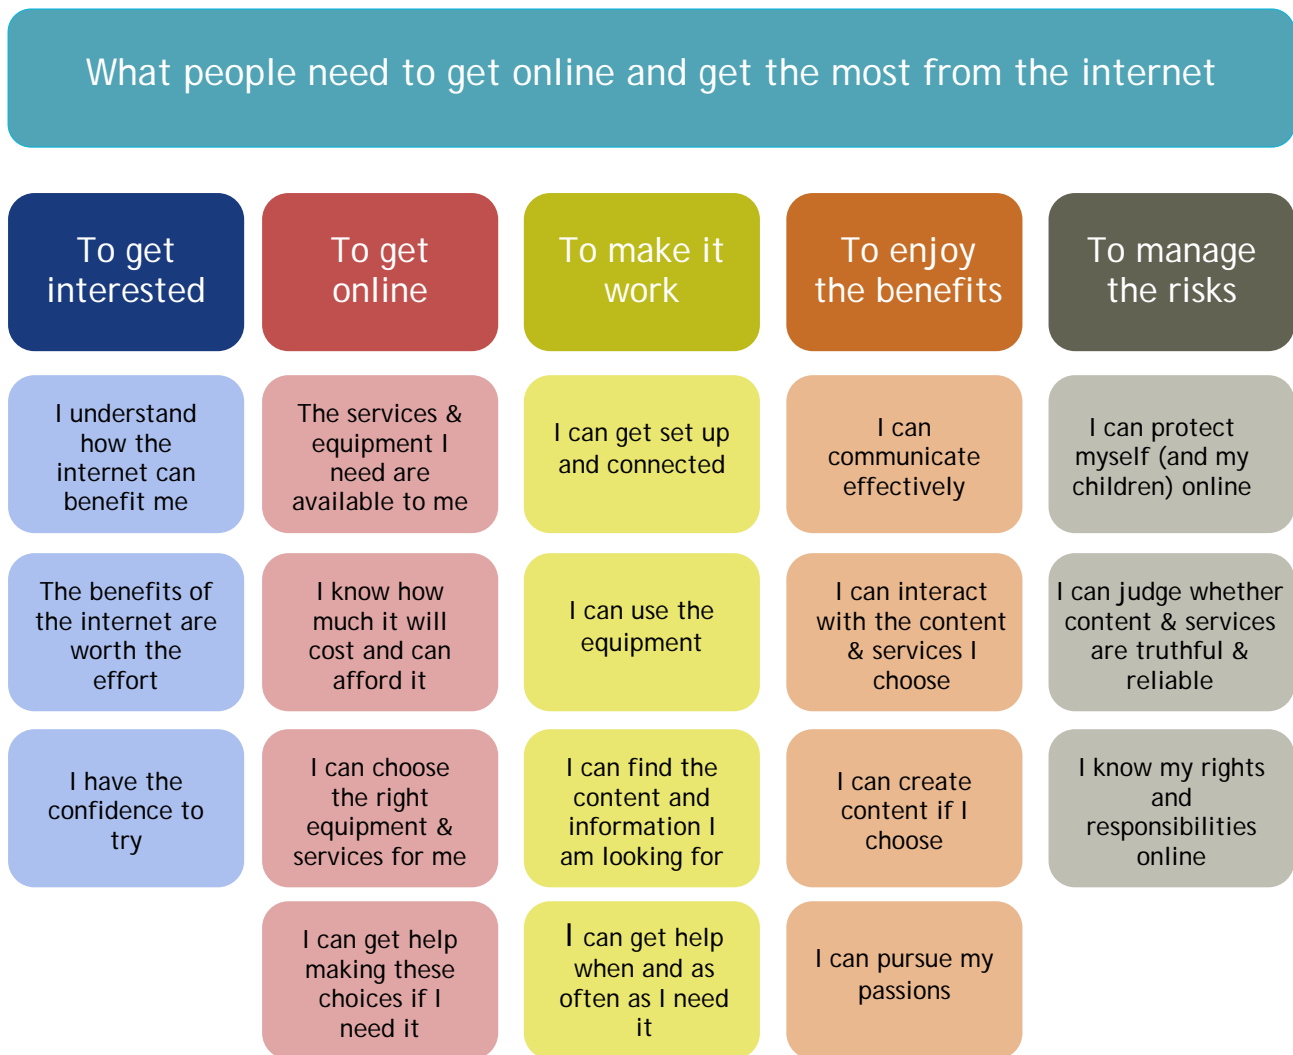 What people need to get online and get the most from the internet
To get
interested
To get
online
To make it
work
To enjoy
the benefits
To manage
the risks
I understand
how the
internet can
benefit me
The services &
equipment I
need are
available to me
I can get set up
and connected
I can
communicate
effectively
I can protect
myself (and my
children) online
The benefits of
the internet are
worth the
effort
I know how
much it will
cost and can
afford it
I can use the
equipment
I can interact
with the content
& services I
choose
I can judge whether
content & services
are truthful &
reliable
I have the
confidence to
try
I can choose
the right
equipment &
services for me
I can find the
content and
information I
am looking for
I can create
content if I
choose
I know my rights
and
responsibilities
online
I can get help
making these
choices if I
need it
I can get help
when and as
often as I need
it
I can pursue my
passions